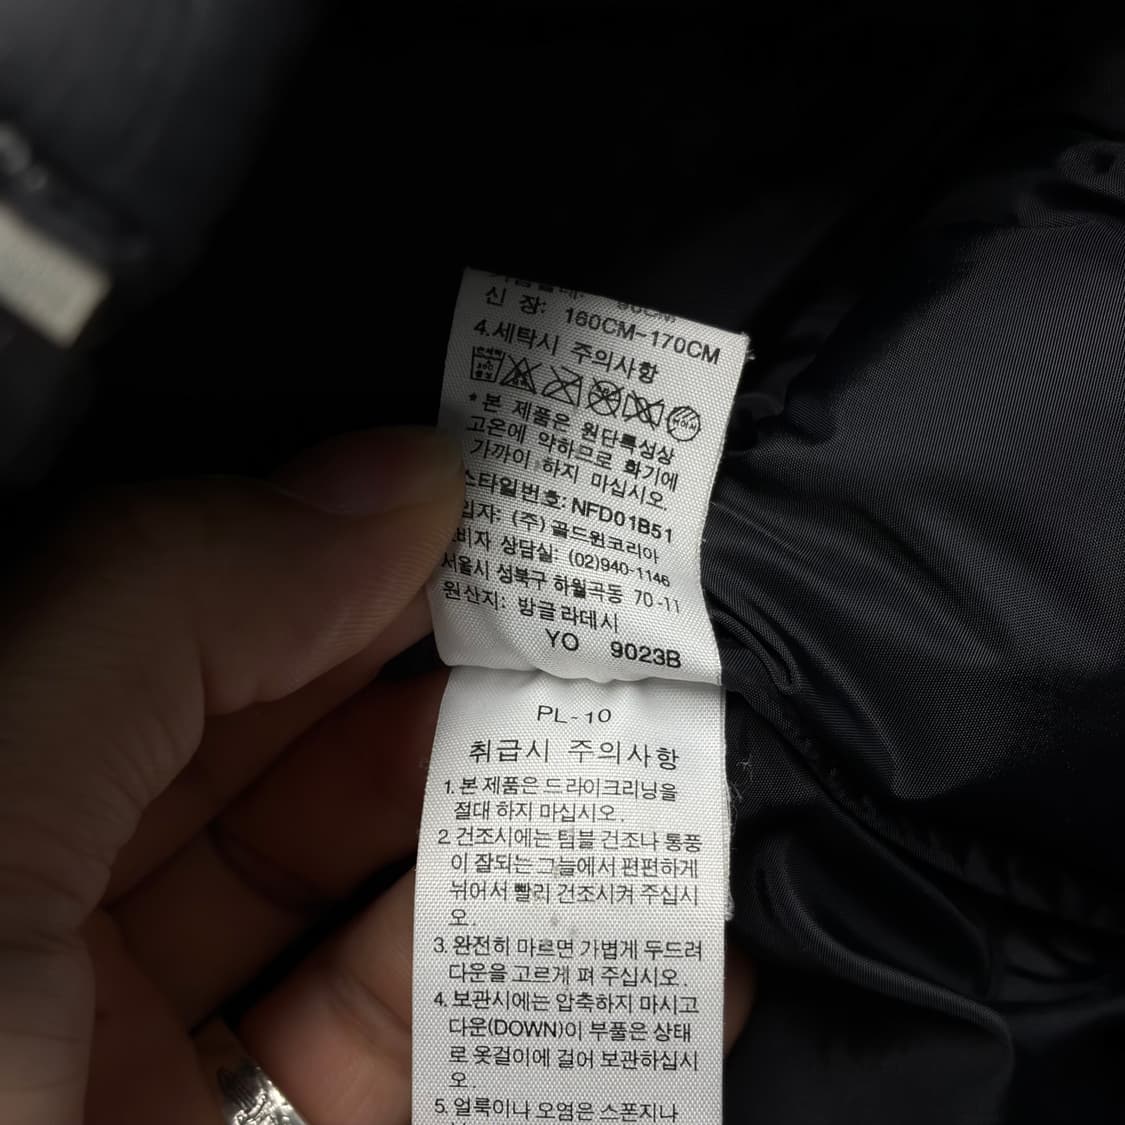 신 장: 160CM-170CM
4.세탁시 주의사항
*본 제품은 원단특성상
고온에 약하므로 화기에
가까이 하지 마십시오.
스타일번호: NFD01B51
입자: (주)골드윈코리아
비자 상담실: (02)940-1146
서울시 성북구 하월곡동 70-11
원산지: 방글라데시
YO 9023B
PL-10
취급시 주의사항
1. 본 제품은 드라이크리닝을
절대 하지 마십시오.
2. 건조시에는 텀블 건조나 통풍
이 잘되는 그늘에서 편편하게
뉘어서 빨리 건조시켜 주십시
오.
3. 완전히 마르면 가볍게 두드려
다운을 고르게 펴 주십시오.
4. 보관시에는 압축하지 마시고
다운(DOWN)이 부풀은 상태
로 옷걸이에 걸어 보관하십시
오.
5. 얼룩이나 오염은 스폰지나